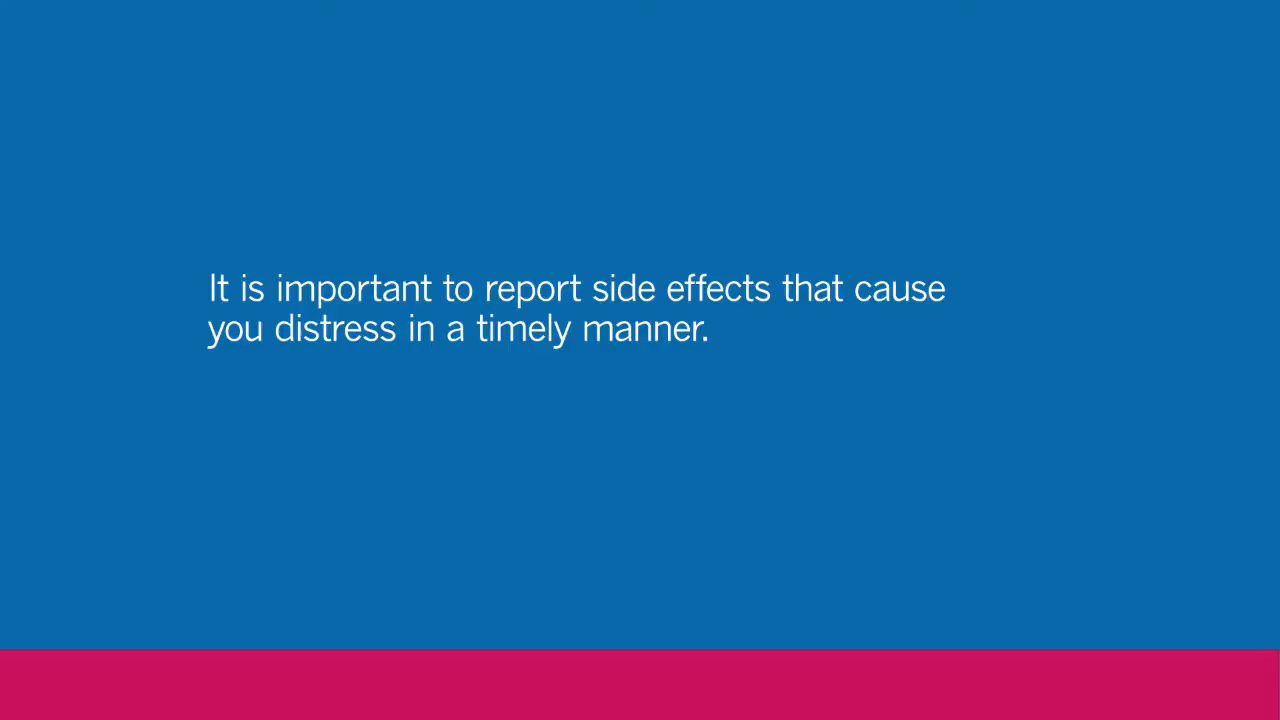 It is important to report side effects that cause
you distress in a timely manner.